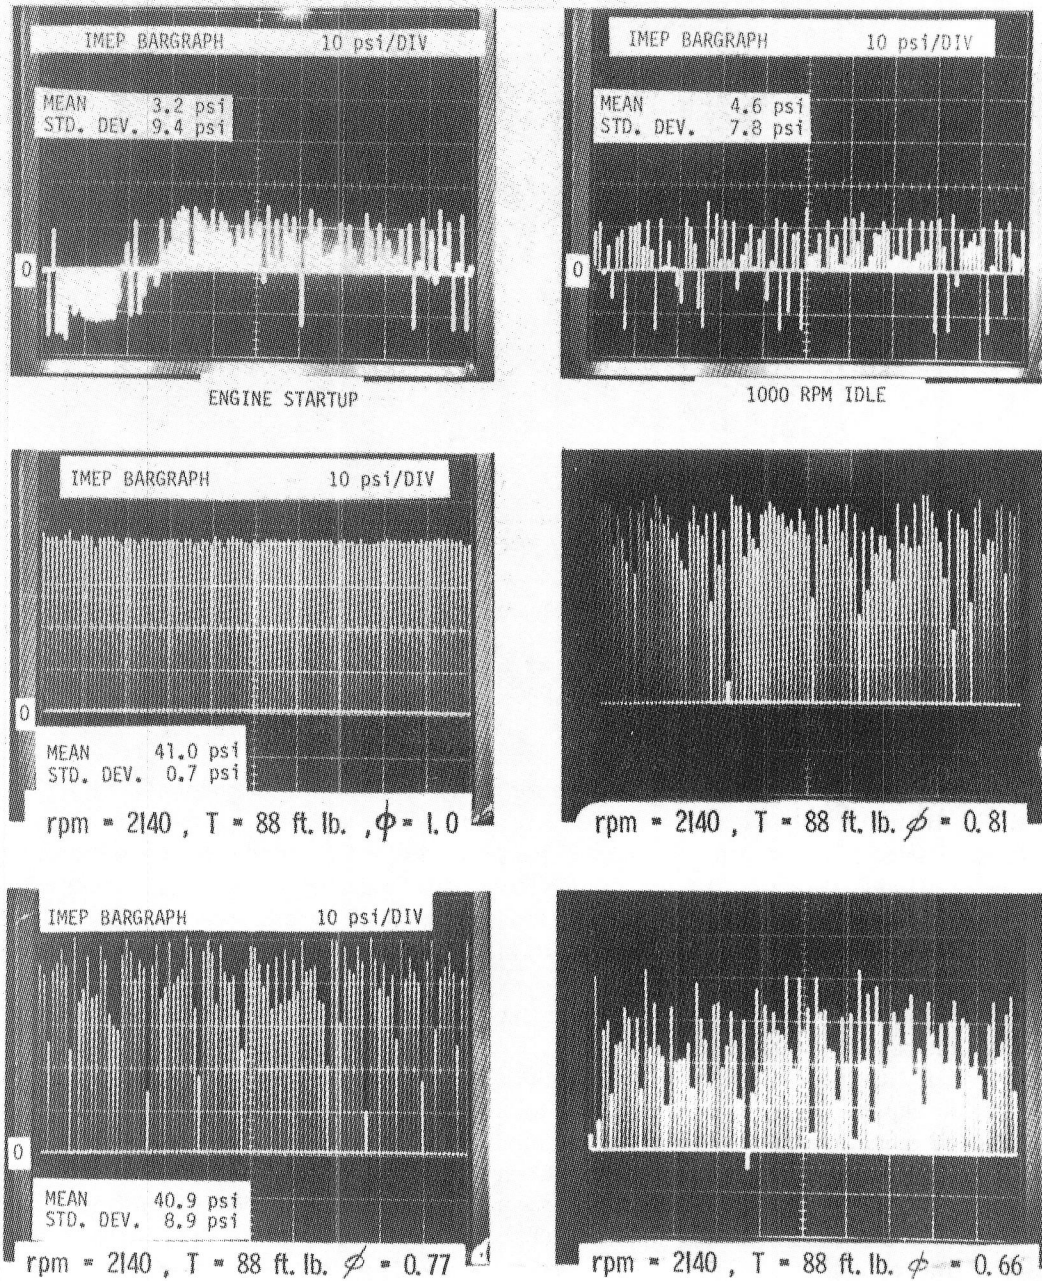 IMEP BARGRAPH 10 psi/DIV
MEAN 3.2 psi
STD. DEV. 9.4 psi
0
ENGINE STARTUP
IMEP BARGRAPH 10 psi/DIV
MEAN 4.6 psi
STD. DEV. 7.8 psi
0
1000 RPM IDLE
IMEP BARGRAPH 10 psi/DIV
0
MEAN 41.0 psi
STD. DEV. 0.7 psi
rpm = 2140 , T = 88 ft. lb. , ϕ = 1.0
rpm = 2140 , T = 88 ft. lb. ϕ = 0.81
IMEP BARGRAPH 10 psi/DIV
0
MEAN 40.9 psi
STD. DEV. 8.9 psi
rpm = 2140 , T = 88 ft. lb. ϕ = 0.77
rpm = 2140 , T = 88 ft. lb. ϕ = 0.66